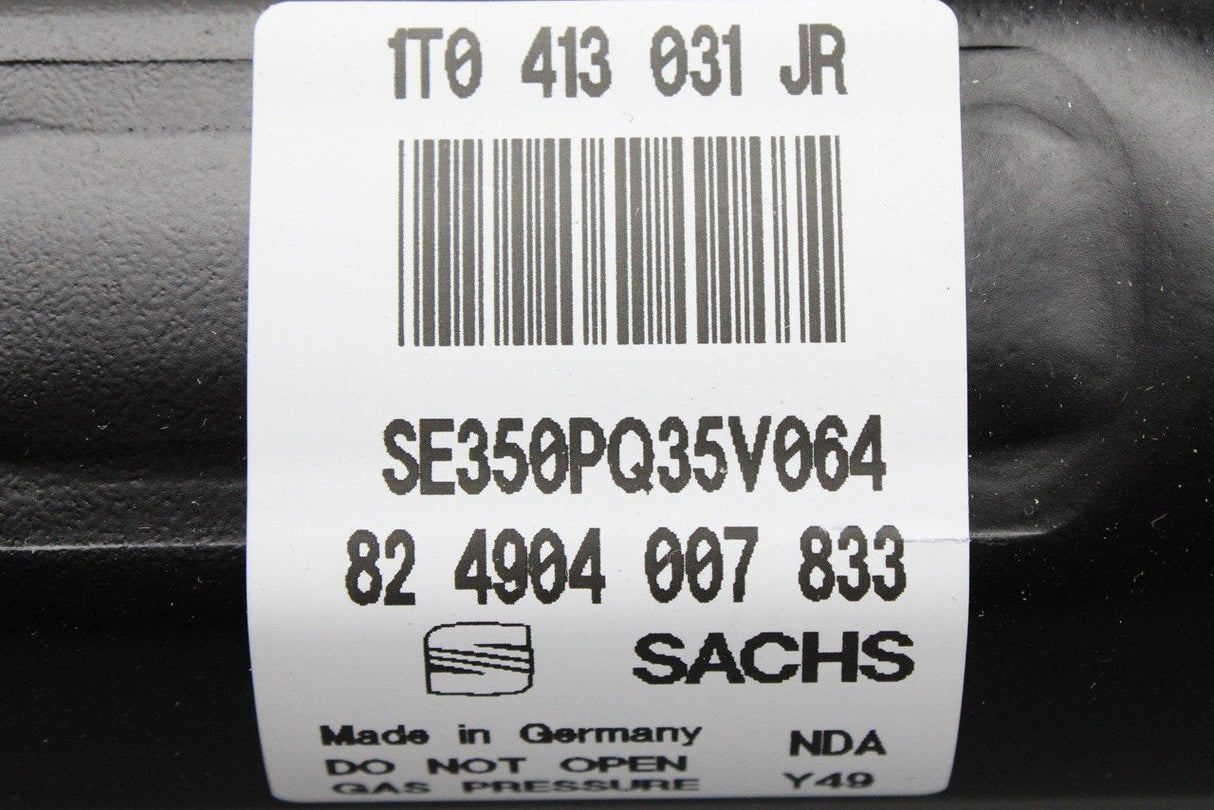 1T0 413 031 JR
SE350PQ35V064
82 4904 007 833
SACHS
Made in Germany NDA
DO NOT OPEN
GAS PRESSURE Y49